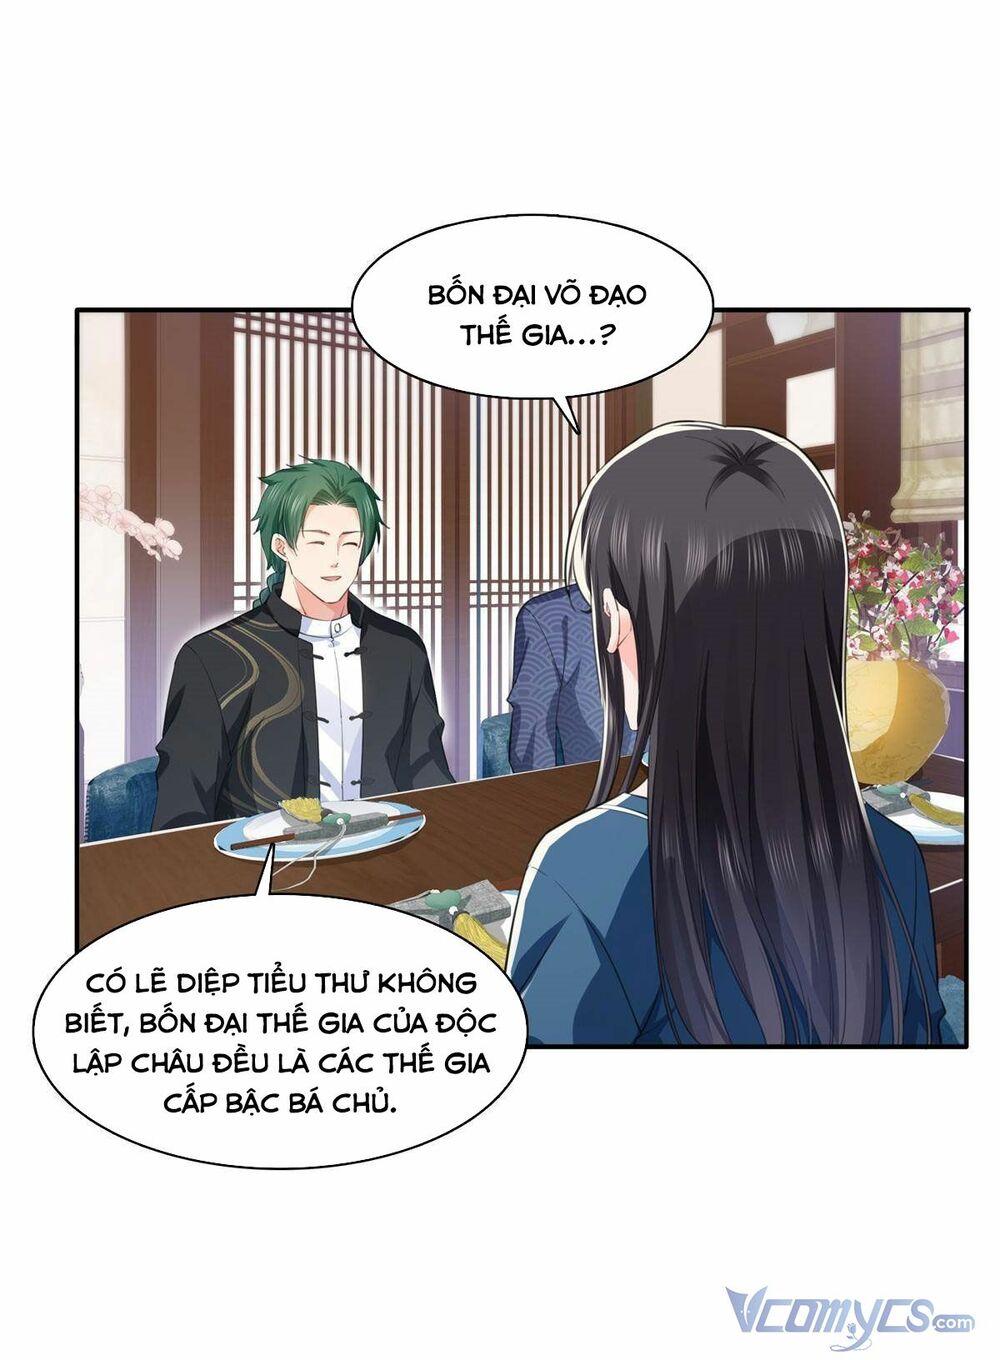 BỐN ĐẠI VÕ ĐẠO
THẾ GIA...?
CÓ LẼ DIỆP TIỂU THƯ KHÔNG
BIẾT, BỐN ĐẠI THẾ GIA CỦA ĐỘC
LẬP CHÂU ĐỀU LÀ CÁC THẾ GIA
CẤP BẬC BÁ CHỦ.
VCOMYCS.com